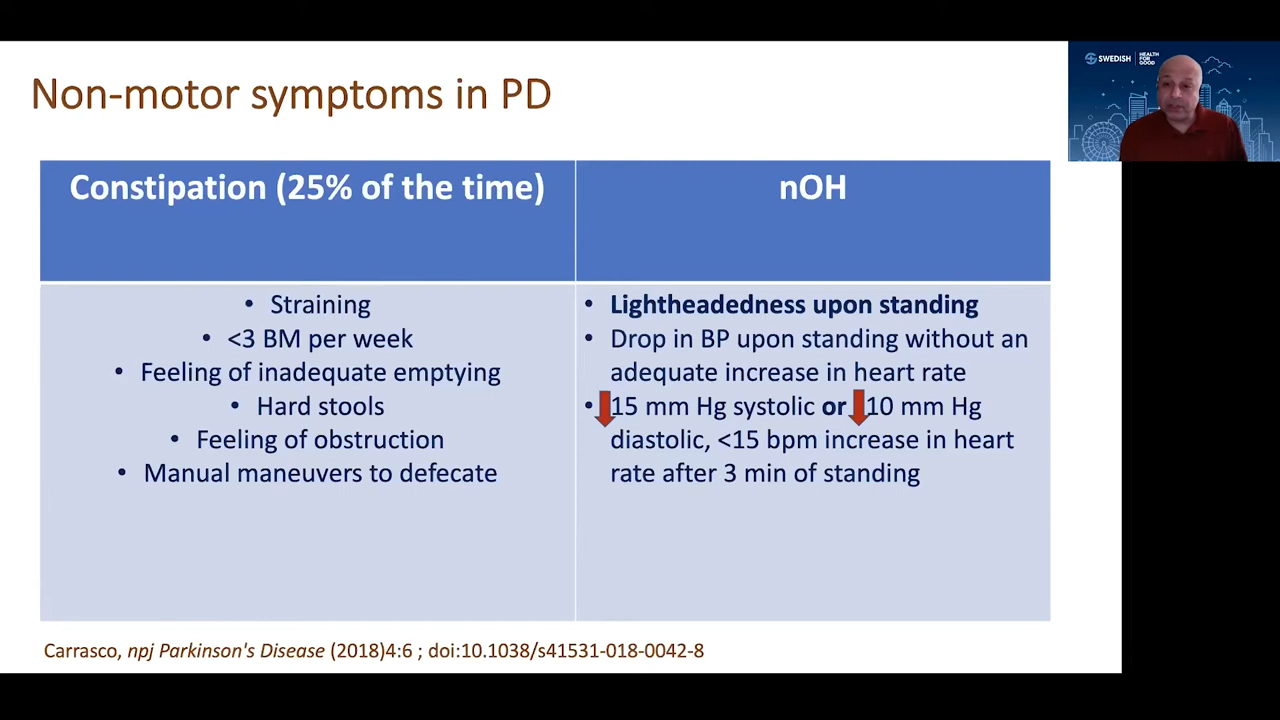 Non-motor symptoms in PD
SWEDISH
HEALTH
FOR
GOOD
Constipation (25% of the time)
nOH
• Straining
• <3 BM per week
• Feeling of inadequate emptying
• Hard stools
• Feeling of obstruction
• Manual maneuvers to defecate
• Lightheadedness upon standing
• Drop in BP upon standing without an
adequate increase in heart rate
• 15 mm Hg systolic or 10 mm Hg
diastolic, <15 bpm increase in heart
rate after 3 min of standing
Carrasco, npj Parkinson's Disease (2018)4:6 ; doi:10.1038/s41531-018-0042-8